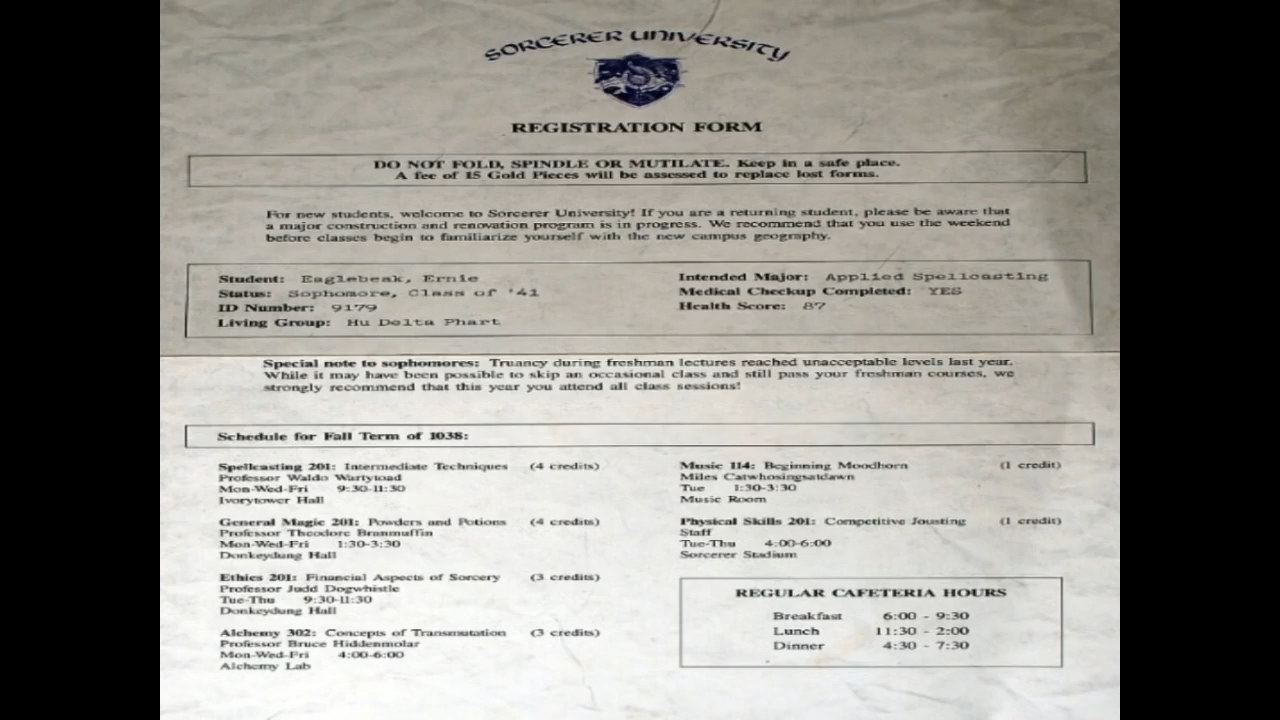 SORCERER UNIVERSITY
REGISTRATION FORM
DO NOT FOLD, SPINDLE OR MUTILATE. Keep in a safe place.
A fee of 15 Gold Pieces will be assessed to replace lost forms.
For new students, welcome to Sorcerer University! If you are a returning student, please be aware that
a major construction and renovation program is in progress. We recommend that you use the weekend
before classes begin to familiarize yourself with the new campus geography.
Student: Eaglebeak, Ernie
Status: Sophomore, Class of '41
ID Number: 9179
Living Group: Hu Delta Phart
Intended Major: Applied Spellcasting
Medical Checkup Completed: YES
Health Score: 87
Special note to sophomores: Truancy during freshman lectures reached unacceptable levels last year.
While it may have been possible to skip an occasional class and still pass your freshman courses, we
strongly recommend that this year you attend all class sessions!
Schedule for Fall Term of 1038:
Spellcasting 201: Intermediate Techniques (4 credits)
Professor Waldo Wartytoad
Mon-Wed-Fri 9:30-11:30
Ivorytower Hall
General Magic 201: Powders and Potions (4 credits)
Professor Theodore Branmuffin
Mon-Wed-Fri 1:30-3:30
Donkeydung Hall
Ethics 201: Financial Aspects of Sorcery (3 credits)
Professor Judd Dogwhistle
Tue-Thu 9:30-11:30
Donkeydung Hall
Alchemy 302: Concepts of Transmutation (3 credits)
Professor Bruce Hiddenmolar
Mon-Wed-Fri 4:00-6:00
Alchemy Lab
Music 114: Beginning Moodhorn (1 credit)
Miles Catwhosingsatdawn
Tue 1:30-3:30
Music Room
Physical Skills 201: Competitive Jousting (1 credit)
Staff
Tue-Thu 4:00-6:00
Sorcerer Stadium
REGULAR CAFETERIA HOURS
Breakfast 6:00 - 9:30
Lunch 11:30 - 2:00
Dinner 4:30 - 7:30